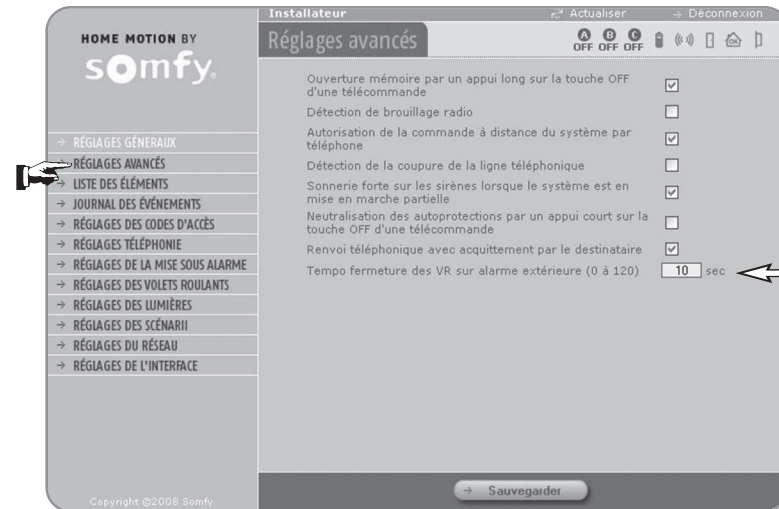 Installateur
Actualiser
→ Déconnexion
HOME MOTION BY
somfy.
Réglages avancés
A B C
OFF OFF OFF
OK
Ouverture mémoire par un appui long sur la touche OFF
d'une télécommande
Détection de brouillage radio
Autorisation de la commande à distance du système par
téléphone
Détection de la coupure de la ligne téléphonique
Sonnerie forte sur les sirènes lorsque le système est en
mise en marche partielle
Neutralisation des autoprotections par un appui court sur la
touche OFF d'une télécommande
Renvoi téléphonique avec acquittement par le destinataire
Tempo fermeture des VR sur alarme extérieure (0 à 120) 10 sec
→ RÉGLAGES GÉNERAUX
→ RÉGLAGES AVANCÉS
→ LISTE DES ÉLÉMENTS
→ JOURNAL DES ÉVÉNEMENTS
→ RÉGLAGES DES CODES D'ACCÈS
→ RÉGLAGES TÉLÉPHONIE
→ RÉGLAGES DE LA MISE SOUS ALARME
→ RÉGLAGES DES VOLETS ROULANTS
→ RÉGLAGES DES LUMIÈRES
→ RÉGLAGES DES SCÉNARII
→ RÉGLAGES DU RÉSEAU
→ RÉGLAGES DE L'INTERFACE
→ Sauvegarder
Copyright @2008 Somfy